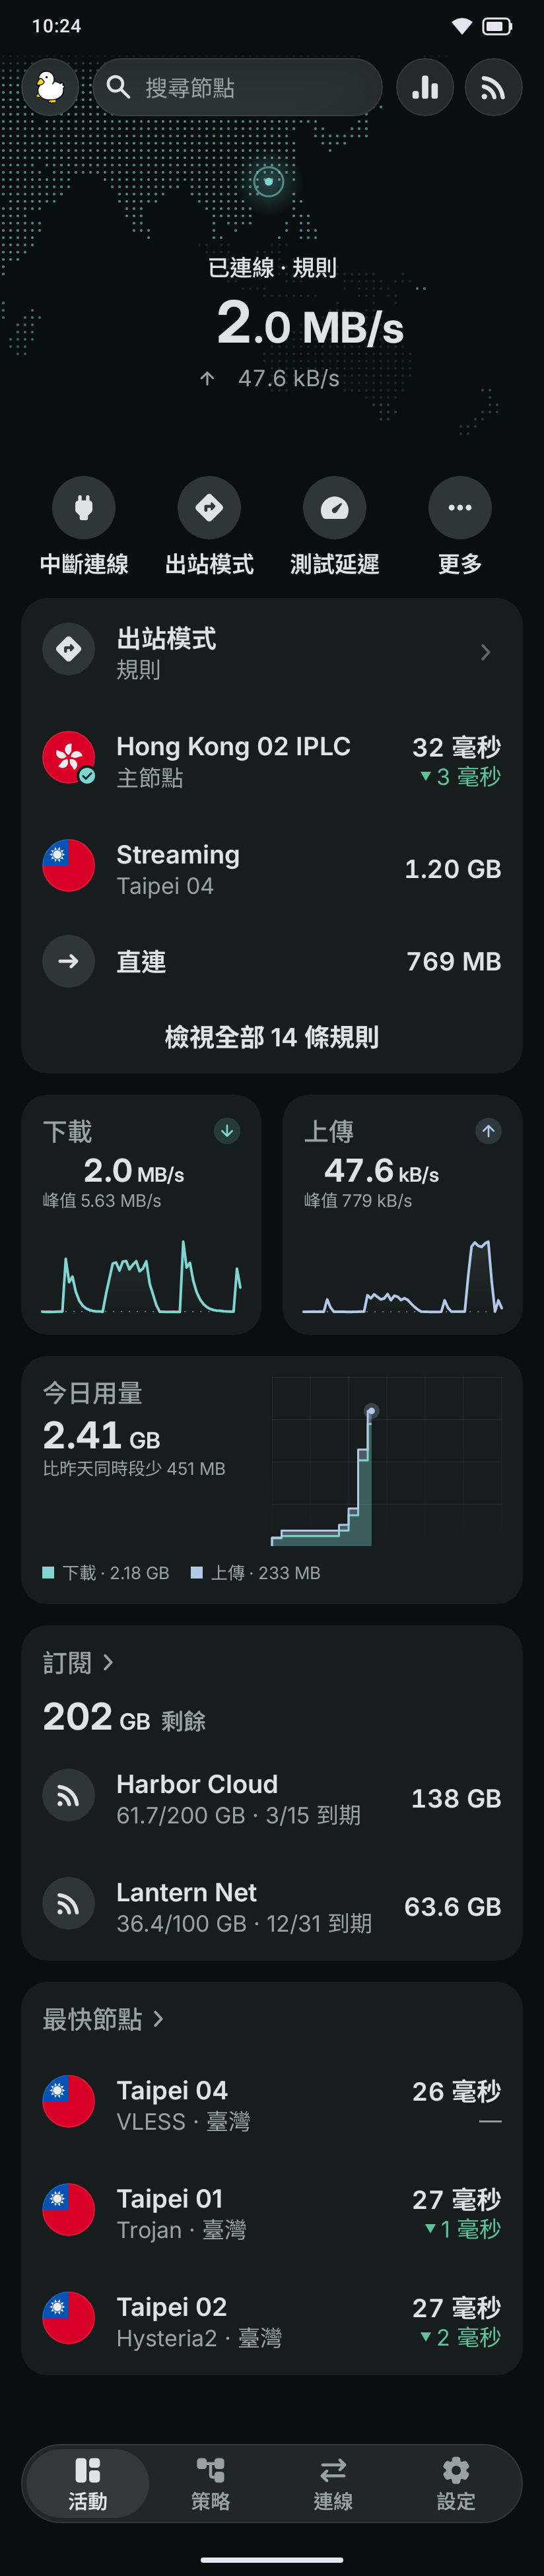 10:24
搜尋節點
已連線 · 規則
2.0 MB/s
47.6 kB/s
中斷連線
出站模式
測試延遲
更多
出站模式
規則
Hong Kong 02 IPLC
32 毫秒
主節點
3 毫秒
Streaming
1.20 GB
Taipei 04
直連
769 MB
檢視全部 14 條規則
下載
2.0 MB/s
峰值 5.63 MB/s
上傳
47.6 kB/s
峰值 779 kB/s
今日用量
2.41 GB
比昨天同時段少 451 MB
下載 · 2.18 GB
上傳 · 233 MB
訂閱
202 GB 剩餘
Harbor Cloud
138 GB
61.7/200 GB · 3/15 到期
Lantern Net
63.6 GB
36.4/100 GB · 12/31 到期
最快節點
Taipei 04
26 毫秒
VLESS · 臺灣
—
Taipei 01
27 毫秒
Trojan · 臺灣
1 毫秒
Taipei 02
27 毫秒
Hysteria2 · 臺灣
2 毫秒
活動
策略
連線
設定